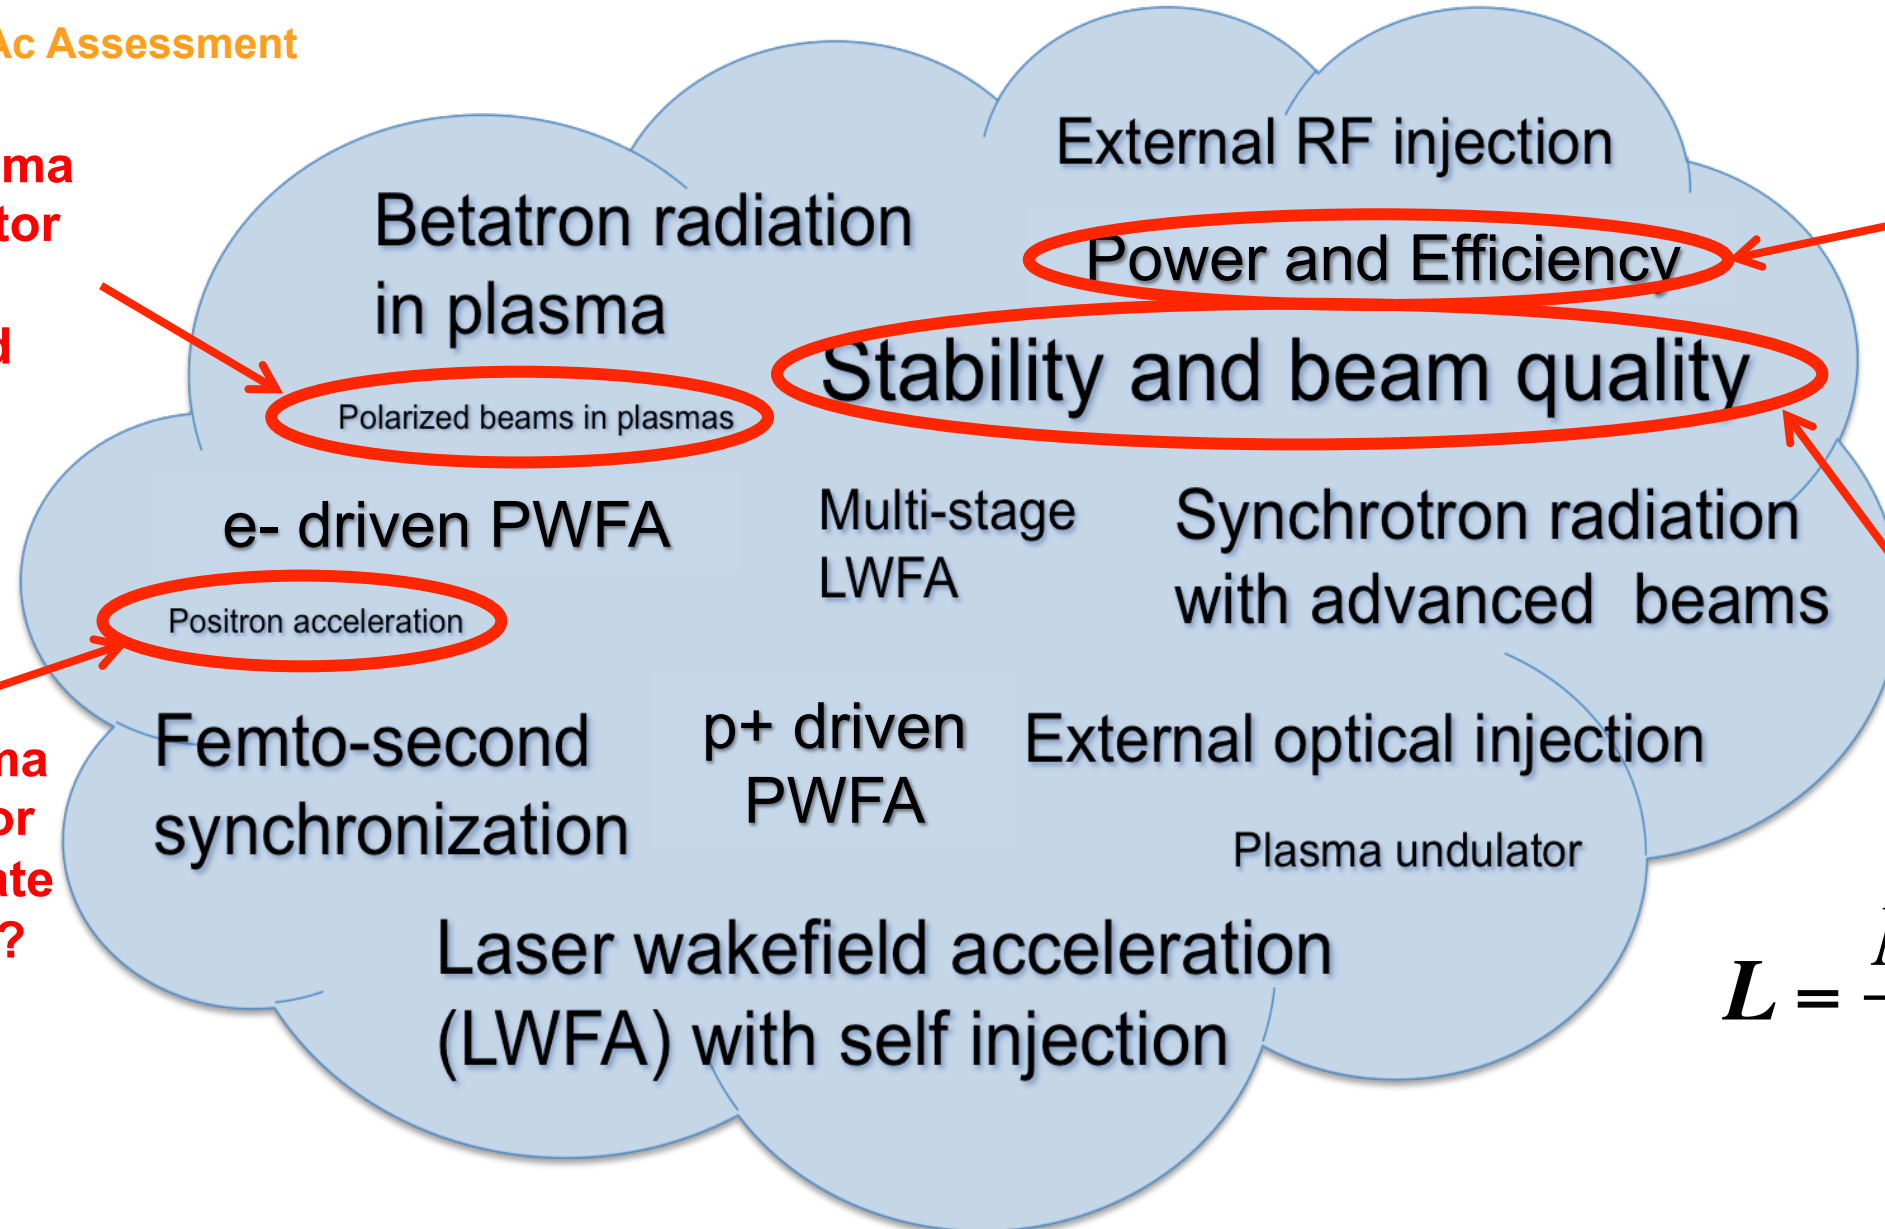 Ac Assessment
ma
tor
d
External RF injection
Betatron radiation
in plasma
Power and Efficiency
Stability and beam quality
Polarized beams in plasmas
e- driven PWFA
Multi-stage
LWFA
Synchrotron radiation
with advanced beams
Positron acceleration
ma
or
ate
?
Femto-second
synchronization
p+ driven
PWFA
External optical injection
Plasma undulator
Laser wakefield acceleration
(LWFA) with self injection
L =